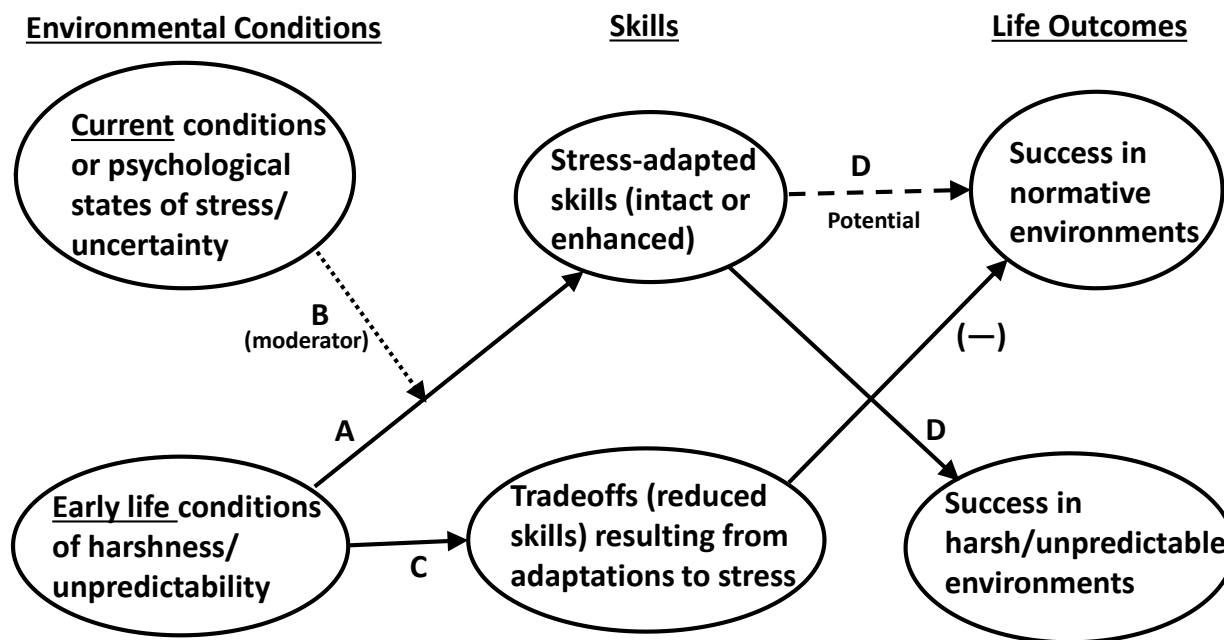 Environmental Conditions
Skills
Life Outcomes
Current conditions
or psychological
states of stress/
uncertainty
Stress-adapted
skills (intact or
enhanced)
D
Potential
Success in
normative
environments
B
(moderator)
(—)
A
D
Early life conditions
of harshness/
unpredictability
C
Tradeoffs (reduced
skills) resulting from
adaptations to stress
Success in
harsh/unpredictable
environments